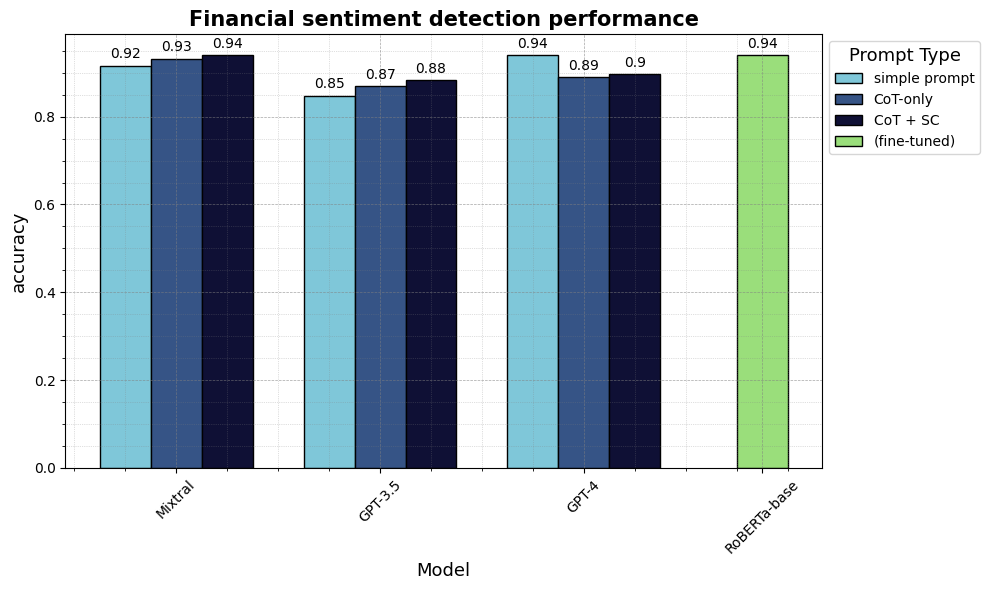 Financial sentiment detection performance
0.92
0.93
0.94
0.85
0.87
0.88
0.94
0.89
0.9
0.94
Prompt Type
simple prompt
CoT-only
CoT + SC
(fine-tuned)
accuracy
0.8
0.6
0.4
0.2
0.0
Mixtral
GPT-3.5
GPT-4
RoBERTa-base
Model